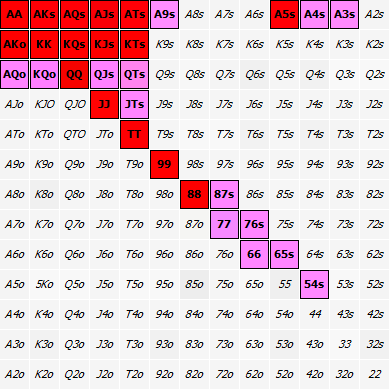 AA AKs AQs AJs ATs A9s A8s A7s A6s A5s A4s A3s A2s
AKo KK KQs KJs KTs K9s K8s K7s K6s K5s K4s K3s K2s
AQo KQo QQ QJs QTs Q9s Q8s Q7s Q6s Q5s Q4s Q3s Q2s
AJo KJO QJO JJ JTs J9s J8s J7s J6s J5s J4s J3s J2s
ATo KTo QTO JTo TT T9s T8s T7s T6s T5s T4s T3s T2s
A9o K9o Q9o J9o T9o 99 98s 97s 96s 95s 94s 93s 92s
A8o K8o Q8o J8o T8o 98o 88 87s 86s 85s 84s 83s 82s
A7o K7o Q7o J7o T7o 97o 87o 77 76s 75s 74s 73s 72s
A6o K6o Q6o J6o T6o 96o 86o 76o 66 65s 64s 63s 62s
A5o 5Ko Q5o J5o T5o 95o 85o 75o 65o 55 54s 53s 52s
A4o K4o Q4o J4o T4o 94o 84o 74o 64o 54o 44 43s 42s
A3o K3o Q3o J3o T3o 93o 83o 73o 63o 53o 43o 33 32s
A2o K2o Q2o J2o T2o 92o 82o 72o 62o 52o 42o 32o 22